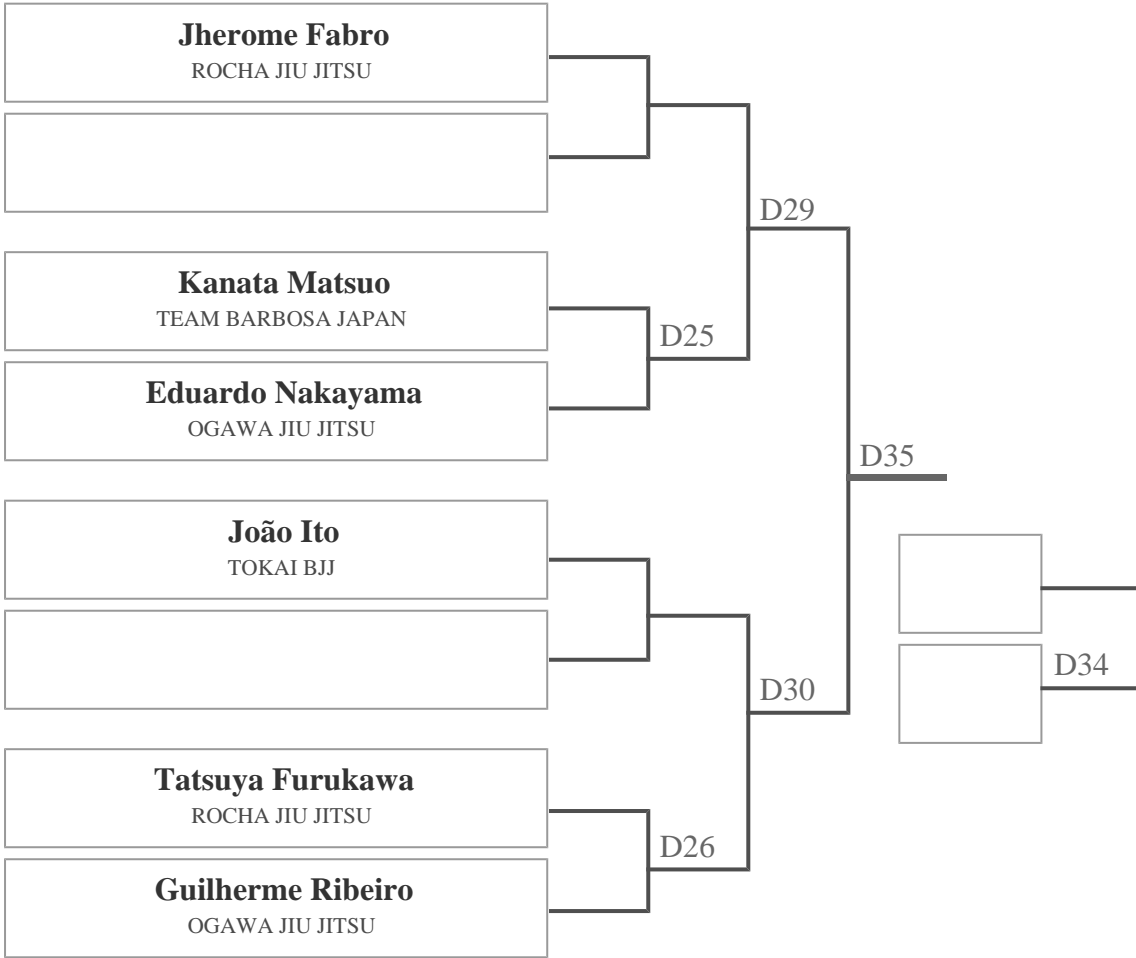 Jherome Fabro
ROCHA JIU JITSU
D29
Kanata Matsuo
TEAM BARBOSA JAPAN
D25
Eduardo Nakayama
OGAWA JIU JITSU
D35
João Ito
TOKAI BJJ
D34
D30
Tatsuya Furukawa
ROCHA JIU JITSU
D26
Guilherme Ribeiro
OGAWA JIU JITSU